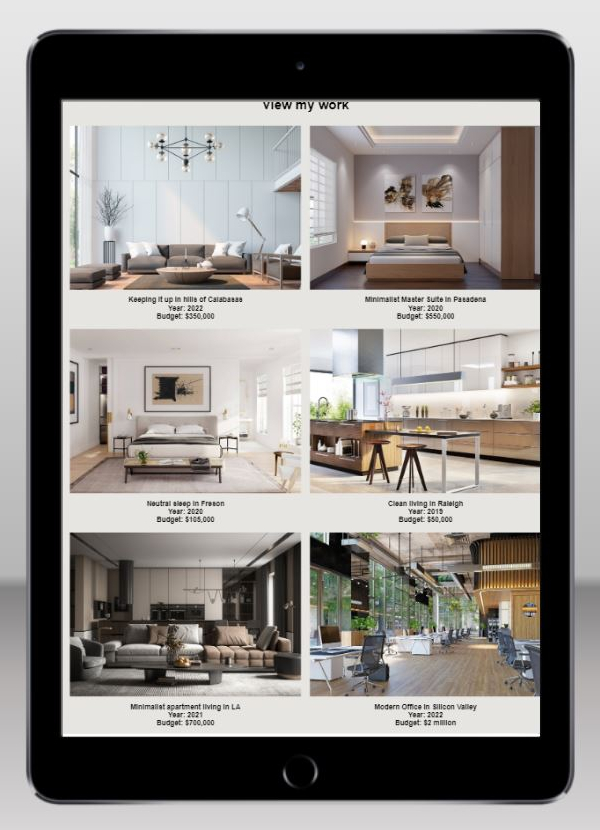 View my work
Keeping it up in hills of Calabasas
Year: 2022
Budget: $350,000
Minimalist Master Suite in Pasadena
Year: 2020
Budget: $550,000
Neutral sleep in Freson
Year: 2020
Budget: $105,000
Clean living in Raleigh
Year: 2019
Budget: $50,000
Minimalist apartment living in LA
Year: 2021
Budget: $700,000
Modern Office in Silicon Valley
Year: 2022
Budget: $2 million